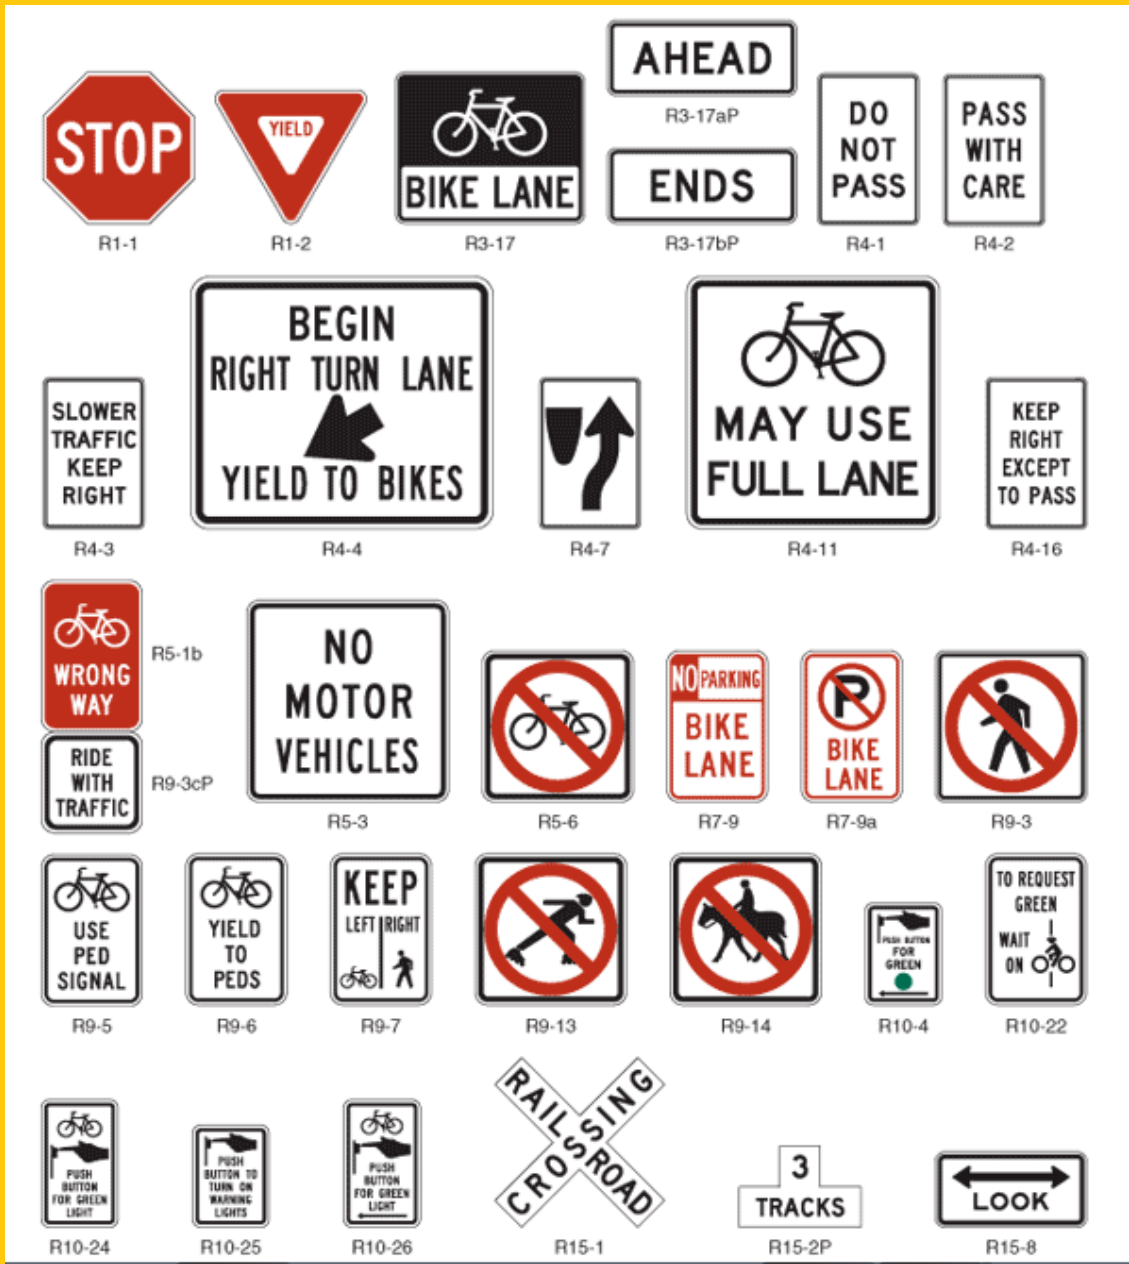 STOP
R1-1
YIELD
R1-2
BIKE LANE
R3-17
AHEAD
R3-17aP
ENDS
R3-17bP
DO
NOT
PASS
R4-1
PASS
WITH
CARE
R4-2
SLOWER
TRAFFIC
KEEP
RIGHT
R4-3
BEGIN
RIGHT TURN LANE
YIELD TO BIKES
R4-4
R4-7
MAY USE
FULL LANE
R4-11
KEEP
RIGHT
EXCEPT
TO PASS
R4-16
WRONG
WAY
R5-1b
RIDE
WITH
TRAFFIC
R9-3cP
NO
MOTOR
VEHICLES
R5-3
R5-6
NO PARKING
BIKE
LANE
R7-9
P
BIKE
LANE
R7-9a
R9-3
USE
PED
SIGNAL
R9-5
YIELD
TO
PEDS
R9-6
KEEP
LEFT RIGHT
R9-7
R9-13
R9-14
PUSH BUTTON
FOR
GREEN
R10-4
TO REQUEST
GREEN
WAIT
ON
R10-22
PUSH
BUTTON
FOR GREEN
LIGHT
R10-24
PUSH
BUTTON TO
TURN ON
WARNING
LIGHTS
R10-25
PUSH
BUTTON
FOR GREEN
LIGHT
R10-26
RAILROAD
CROSSING
R15-1
3
TRACKS
R15-2P
LOOK
R15-8